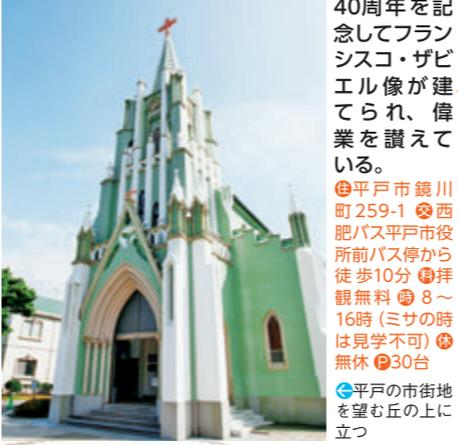 40周年を記
念してフラン
シスコ・ザビ
エル像が建
てられ、偉
業を讃えて
いる。
住平戸市鏡川
町259-1 交西
肥バス平戸市役
所前バス停から
徒歩10分 料拝
観無料 時8〜
16時（ミサの時
は見学不可）休
無休 P30台
←平戸の市街地
を望む丘の上に
立つ